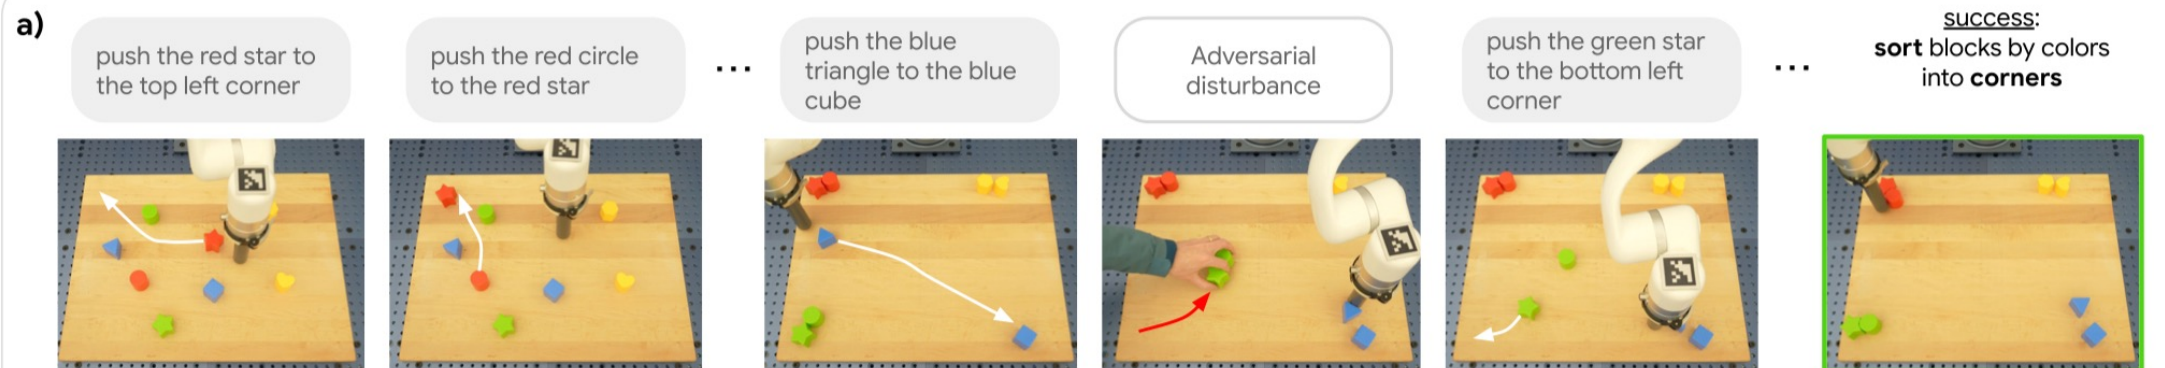 a)
push the red star to
the top left corner
push the red circle
to the red star
...
push the blue
triangle to the blue
cube
Adversarial
disturbance
push the green star
to the bottom left
corner
...
success:
sort blocks by colors
into corners